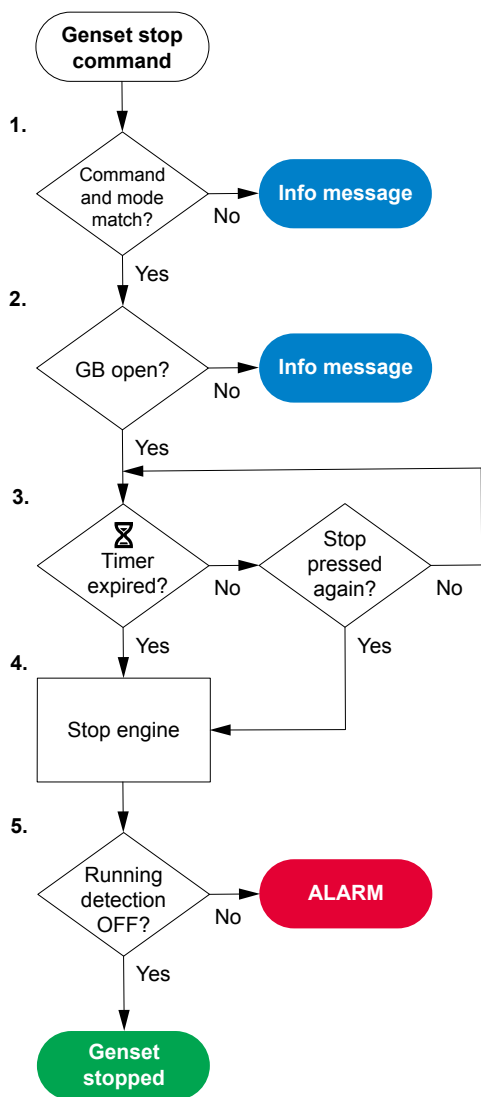 Genset stop
command
1.
Command
and mode
match?
No
Info message
Yes
2.
GB open?
No
Info message
Yes
3.
Timer
expired?
No
Stop
pressed
again?
No
Yes
Yes
4.
Stop engine
5.
Running
detection
OFF?
No
ALARM
Yes
Genset
stopped